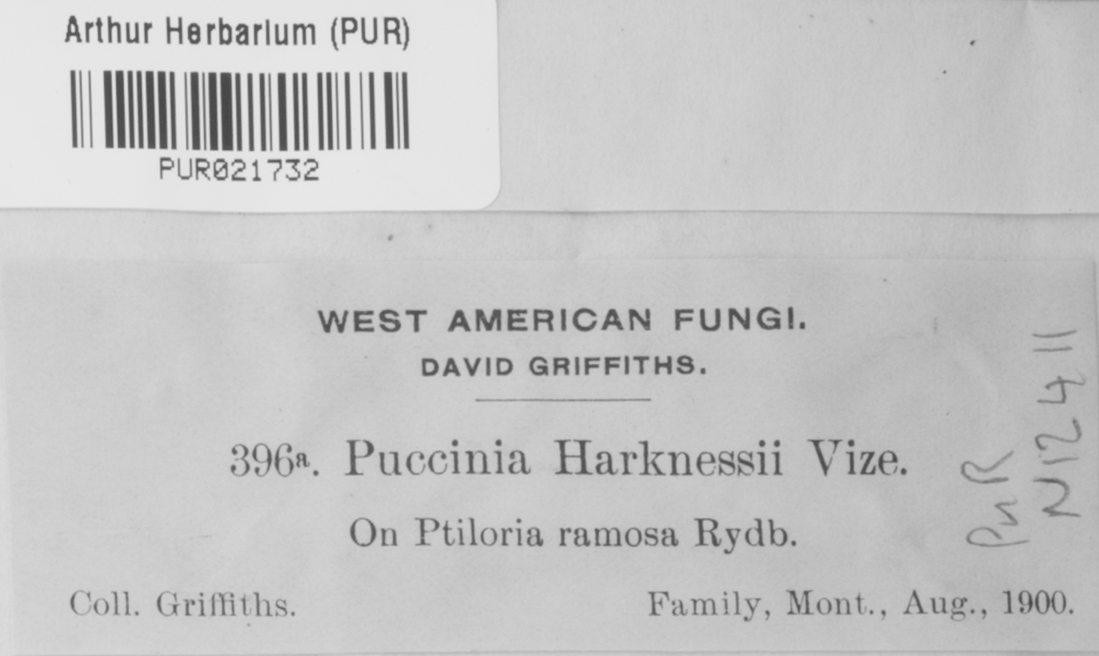 Arthur Herbarium (PUR)
PUR021732
WEST AMERICAN FUNGI.
DAVID GRIFFITHS.
396a. Puccinia Harknessii Vize.
On Ptiloria ramosa Rydb.
Coll. Griffiths.
Family, Mont., Aug., 1900.
PuR
N12411